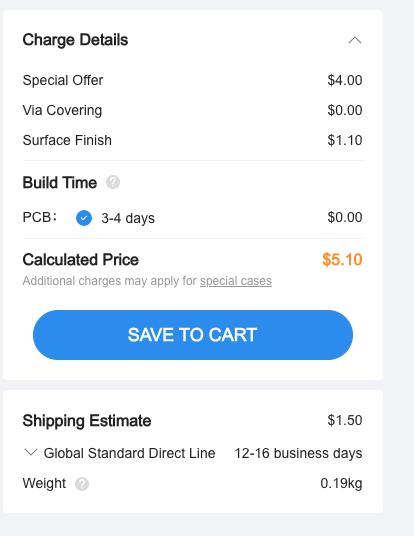 Charge Details
Special Offer $4.00
Via Covering $0.00
Surface Finish $1.10
Build Time ?
PCB: 3-4 days $0.00
Calculated Price $5.10
Additional charges may apply for special cases
SAVE TO CART
Shipping Estimate $1.50
Global Standard Direct Line 12-16 business days
Weight ? 0.19kg